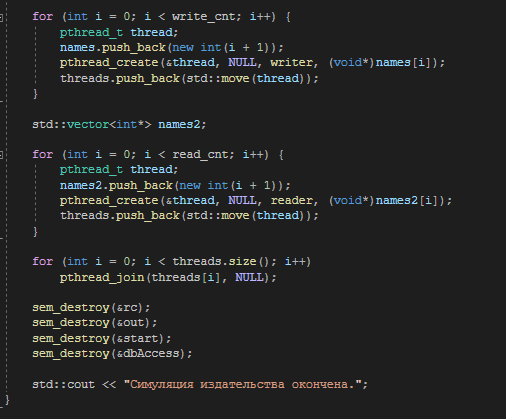 for (int i = 0; i < write_cnt; i++) {
pthread_t thread;
names.push_back(new int(i + 1));
pthread_create(&thread, NULL, writer, (void*)names[i]);
threads.push_back(std::move(thread));
}
std::vector<int*> names2;
for (int i = 0; i < read_cnt; i++) {
pthread_t thread;
names2.push_back(new int(i + 1));
pthread_create(&thread, NULL, reader, (void*)names2[i]);
threads.push_back(std::move(thread));
}
for (int i = 0; i < threads.size(); i++)
pthread_join(threads[i], NULL);
sem_destroy(&rc);
sem_destroy(&out);
sem_destroy(&start);
sem_destroy(&dbAccess);
std::cout << "Симуляция издательства окончена.";
}